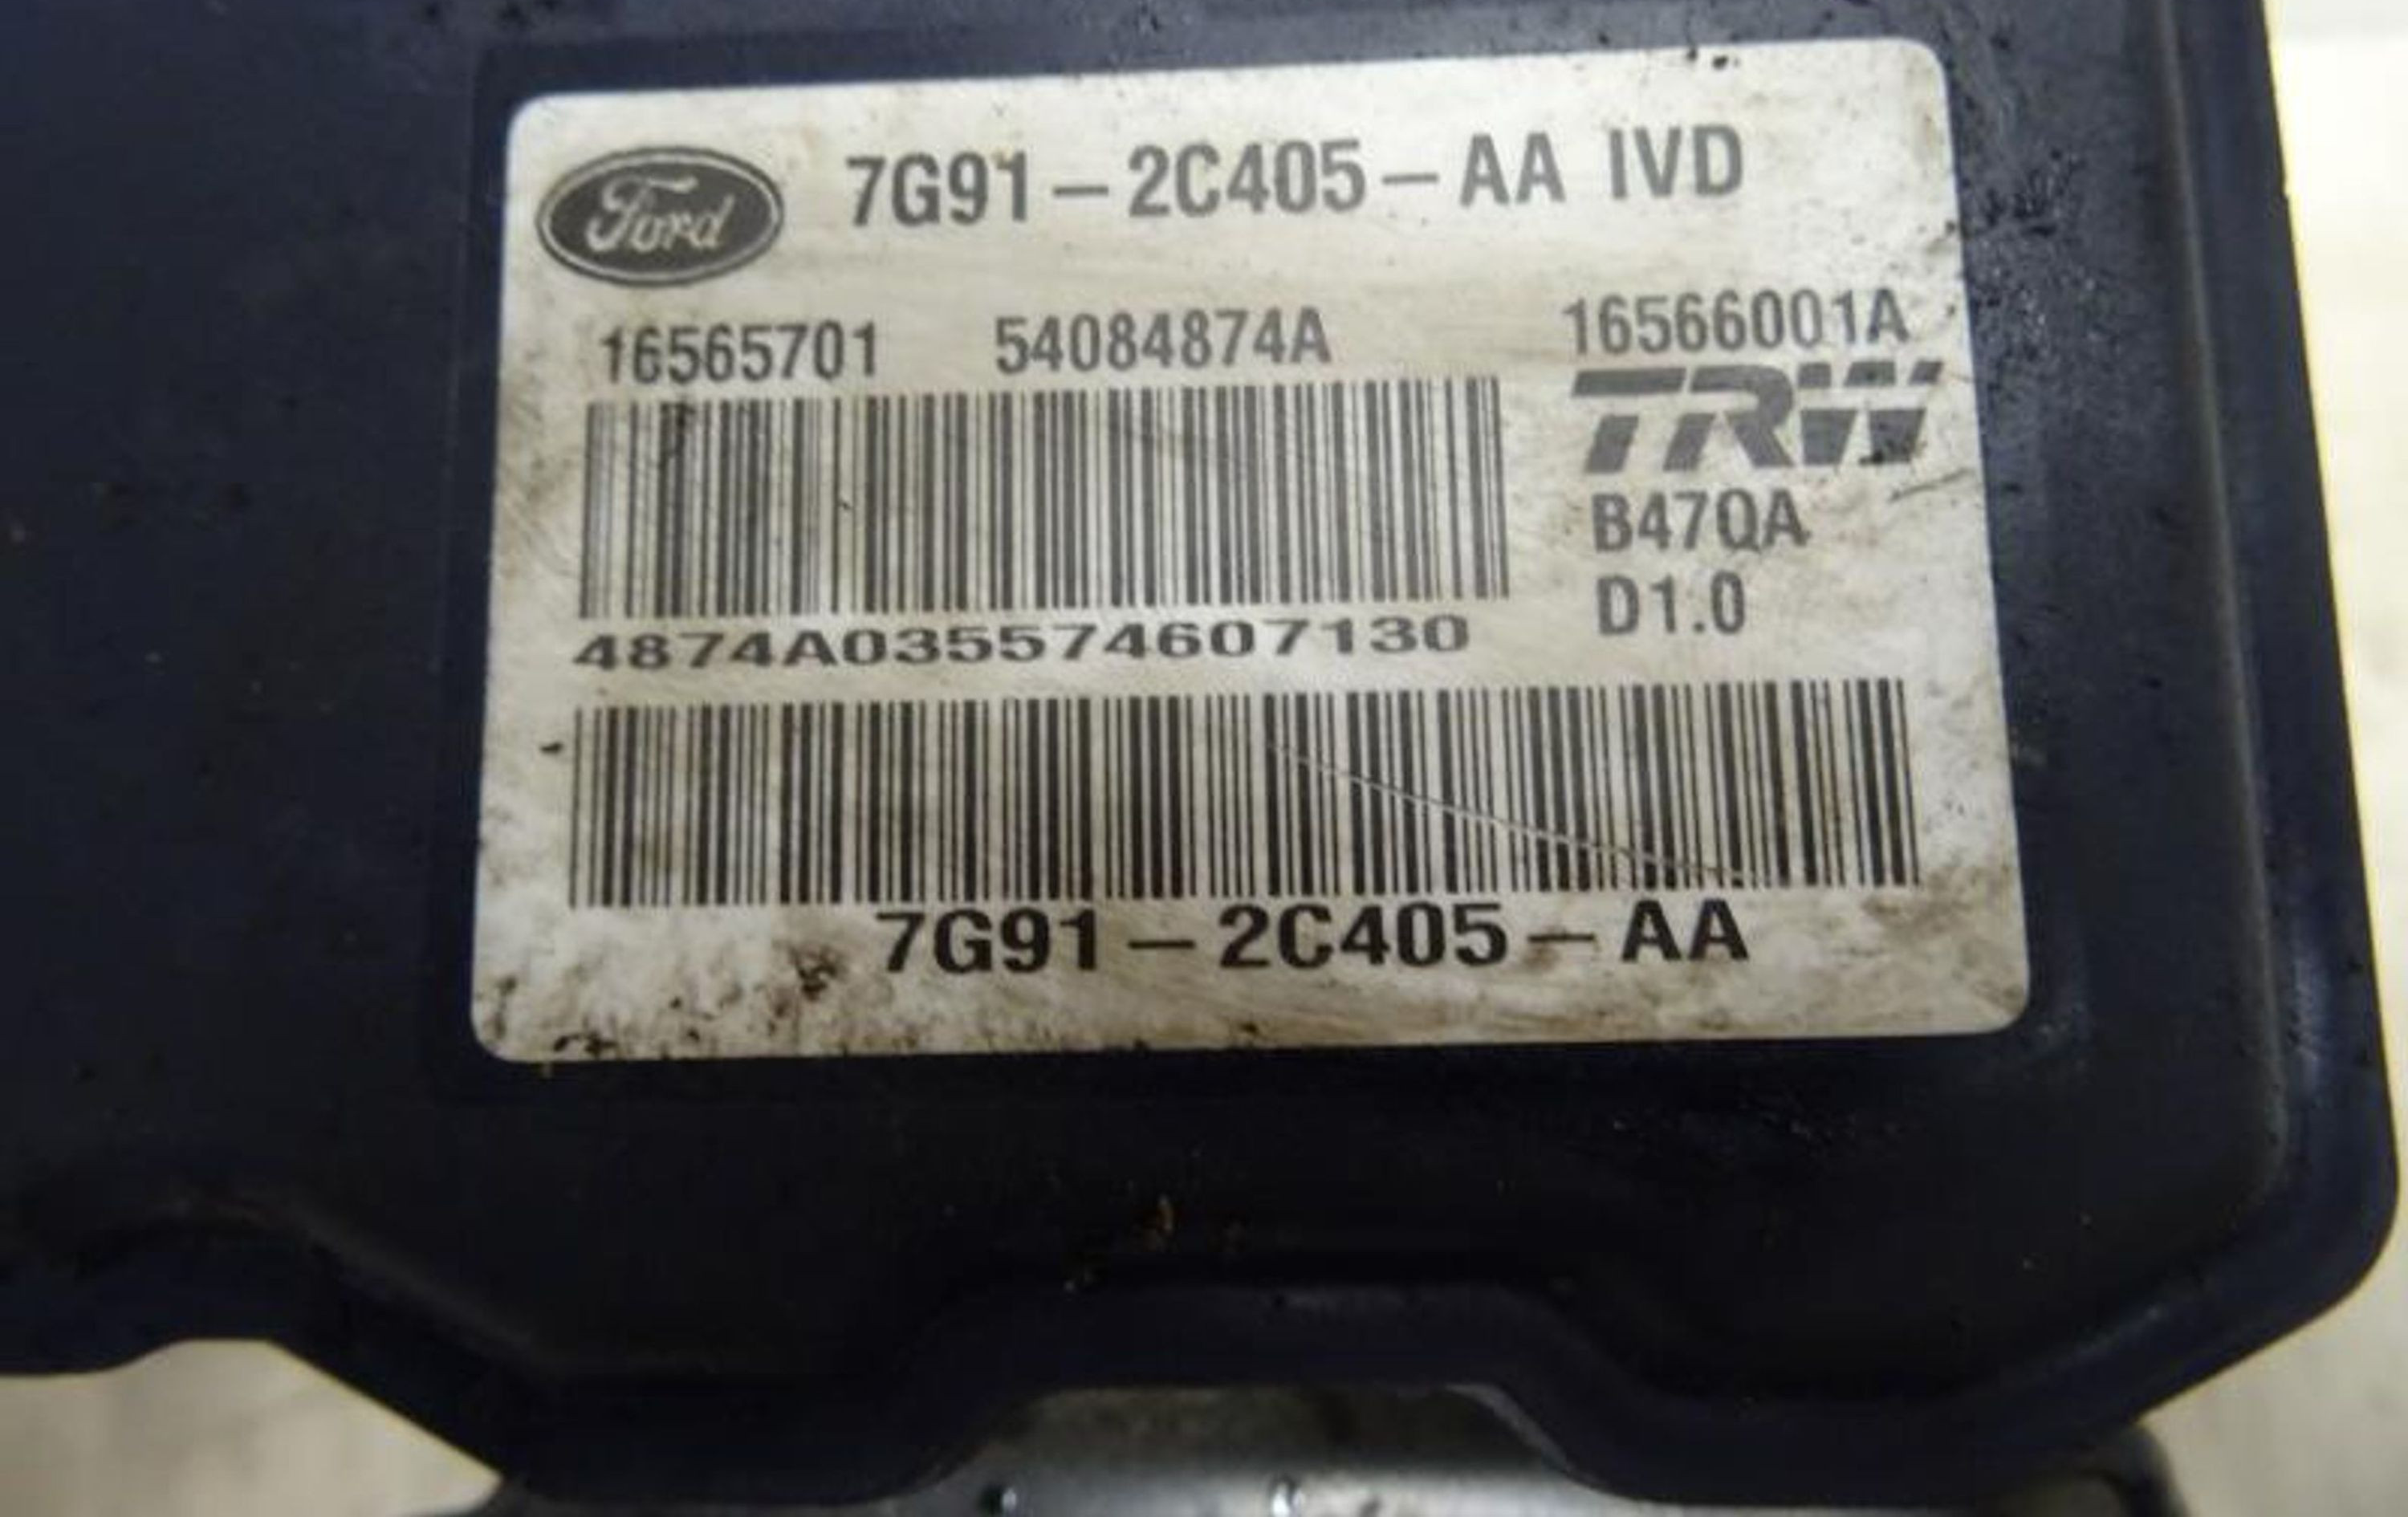 Ford 7G91-2C405-AA IVD
16565701 54084874A 16566001A
TRW
B47QA
D1.0
4874A035574607130
7G91-2C405-AA